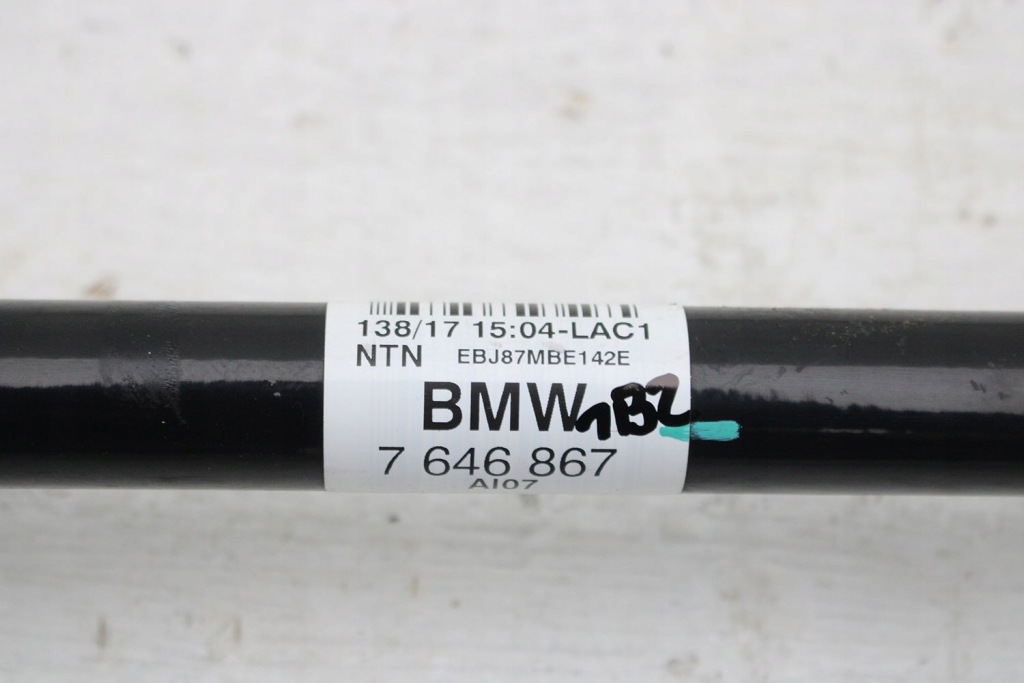 138/17 15:04-LAC1
NTN EBJ87MBE142E
BMW 1B2
7 646 867
AI07